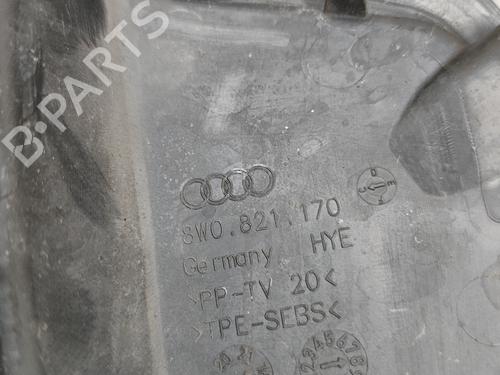 B-PARTS
8W0.821.170
Germany HYE
>PP-TV 20<
>TPE-SEBS<